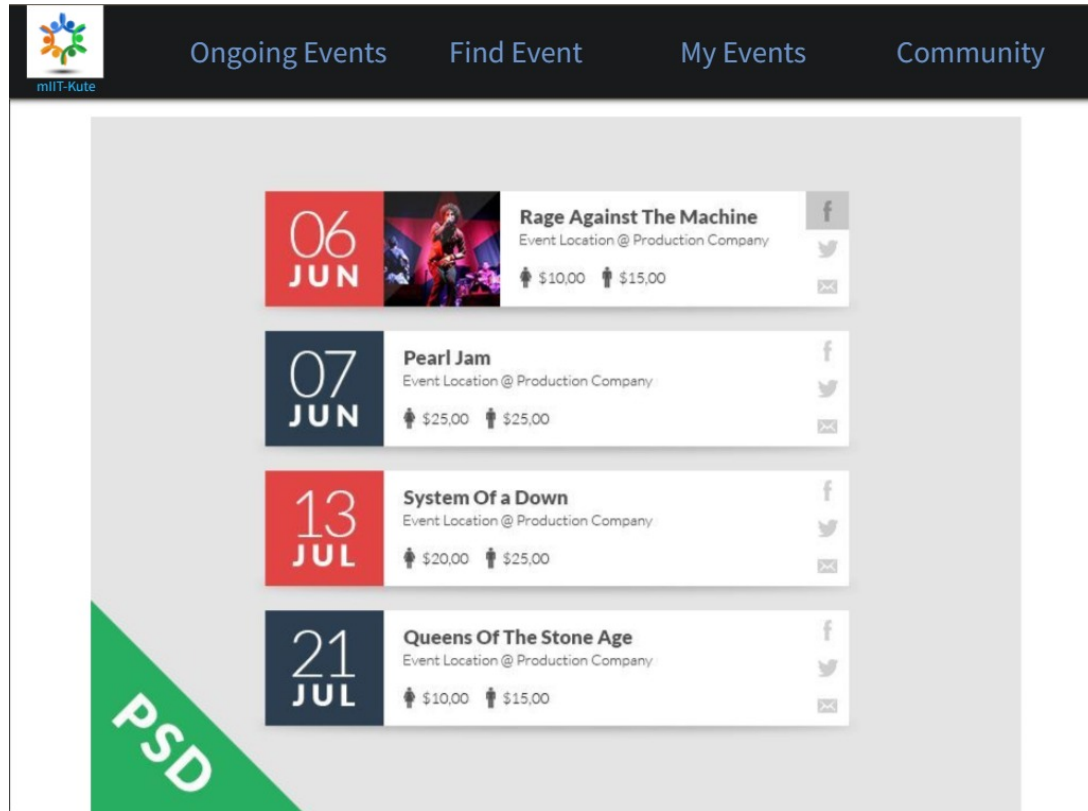 mIIT-Kute
Ongoing Events Find Event My Events Community
06
JUN
Rage Against The Machine
Event Location @ Production Company
$10,00 $15,00
07
JUN
Pearl Jam
Event Location @ Production Company
$25,00 $25,00
13
JUL
System Of a Down
Event Location @ Production Company
$20,00 $25,00
21
JUL
Queens Of The Stone Age
Event Location @ Production Company
$10,00 $15,00
PSD